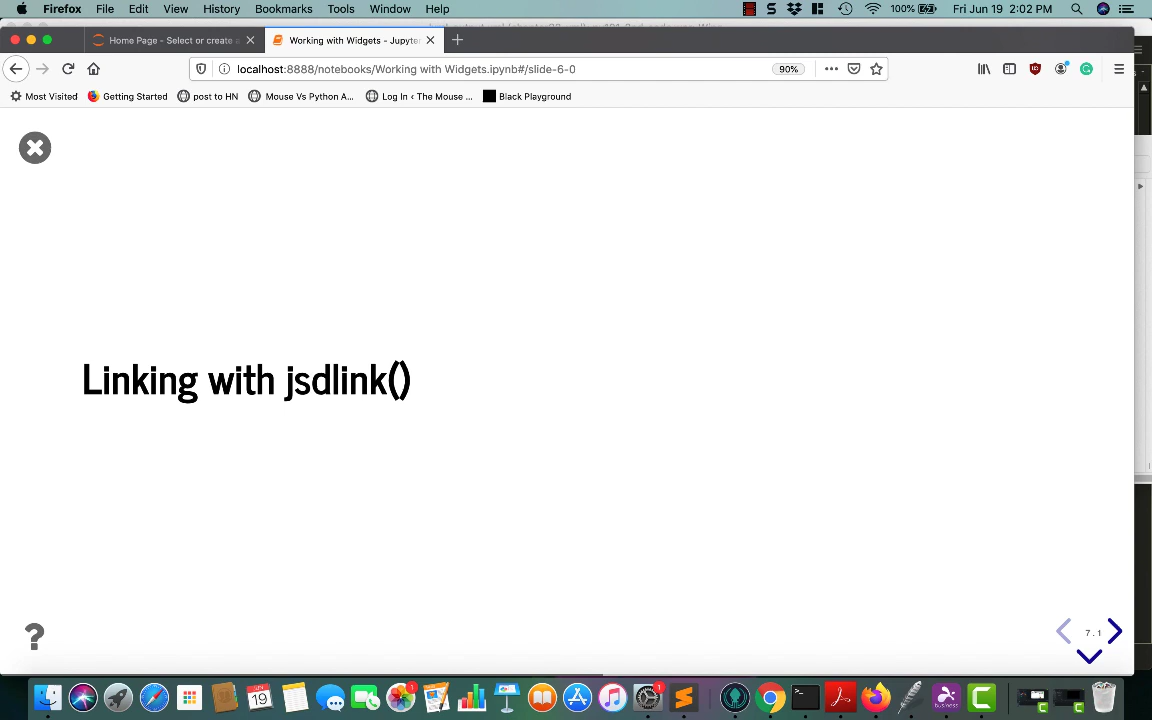 Firefox File Edit View History Bookmarks Tools Window Help 100% Fri Jun 19 2:02 PM
Home Page - Select or create a
Working with Widgets - Jupyter
localhost:8888/notebooks/Working with Widgets.ipynb#/slide-6-0 90%
Most Visited Getting Started post to HN Mouse Vs Python A... Log In ‹ The Mouse ... Black Playground
Linking with jsdlink()
?
7.1